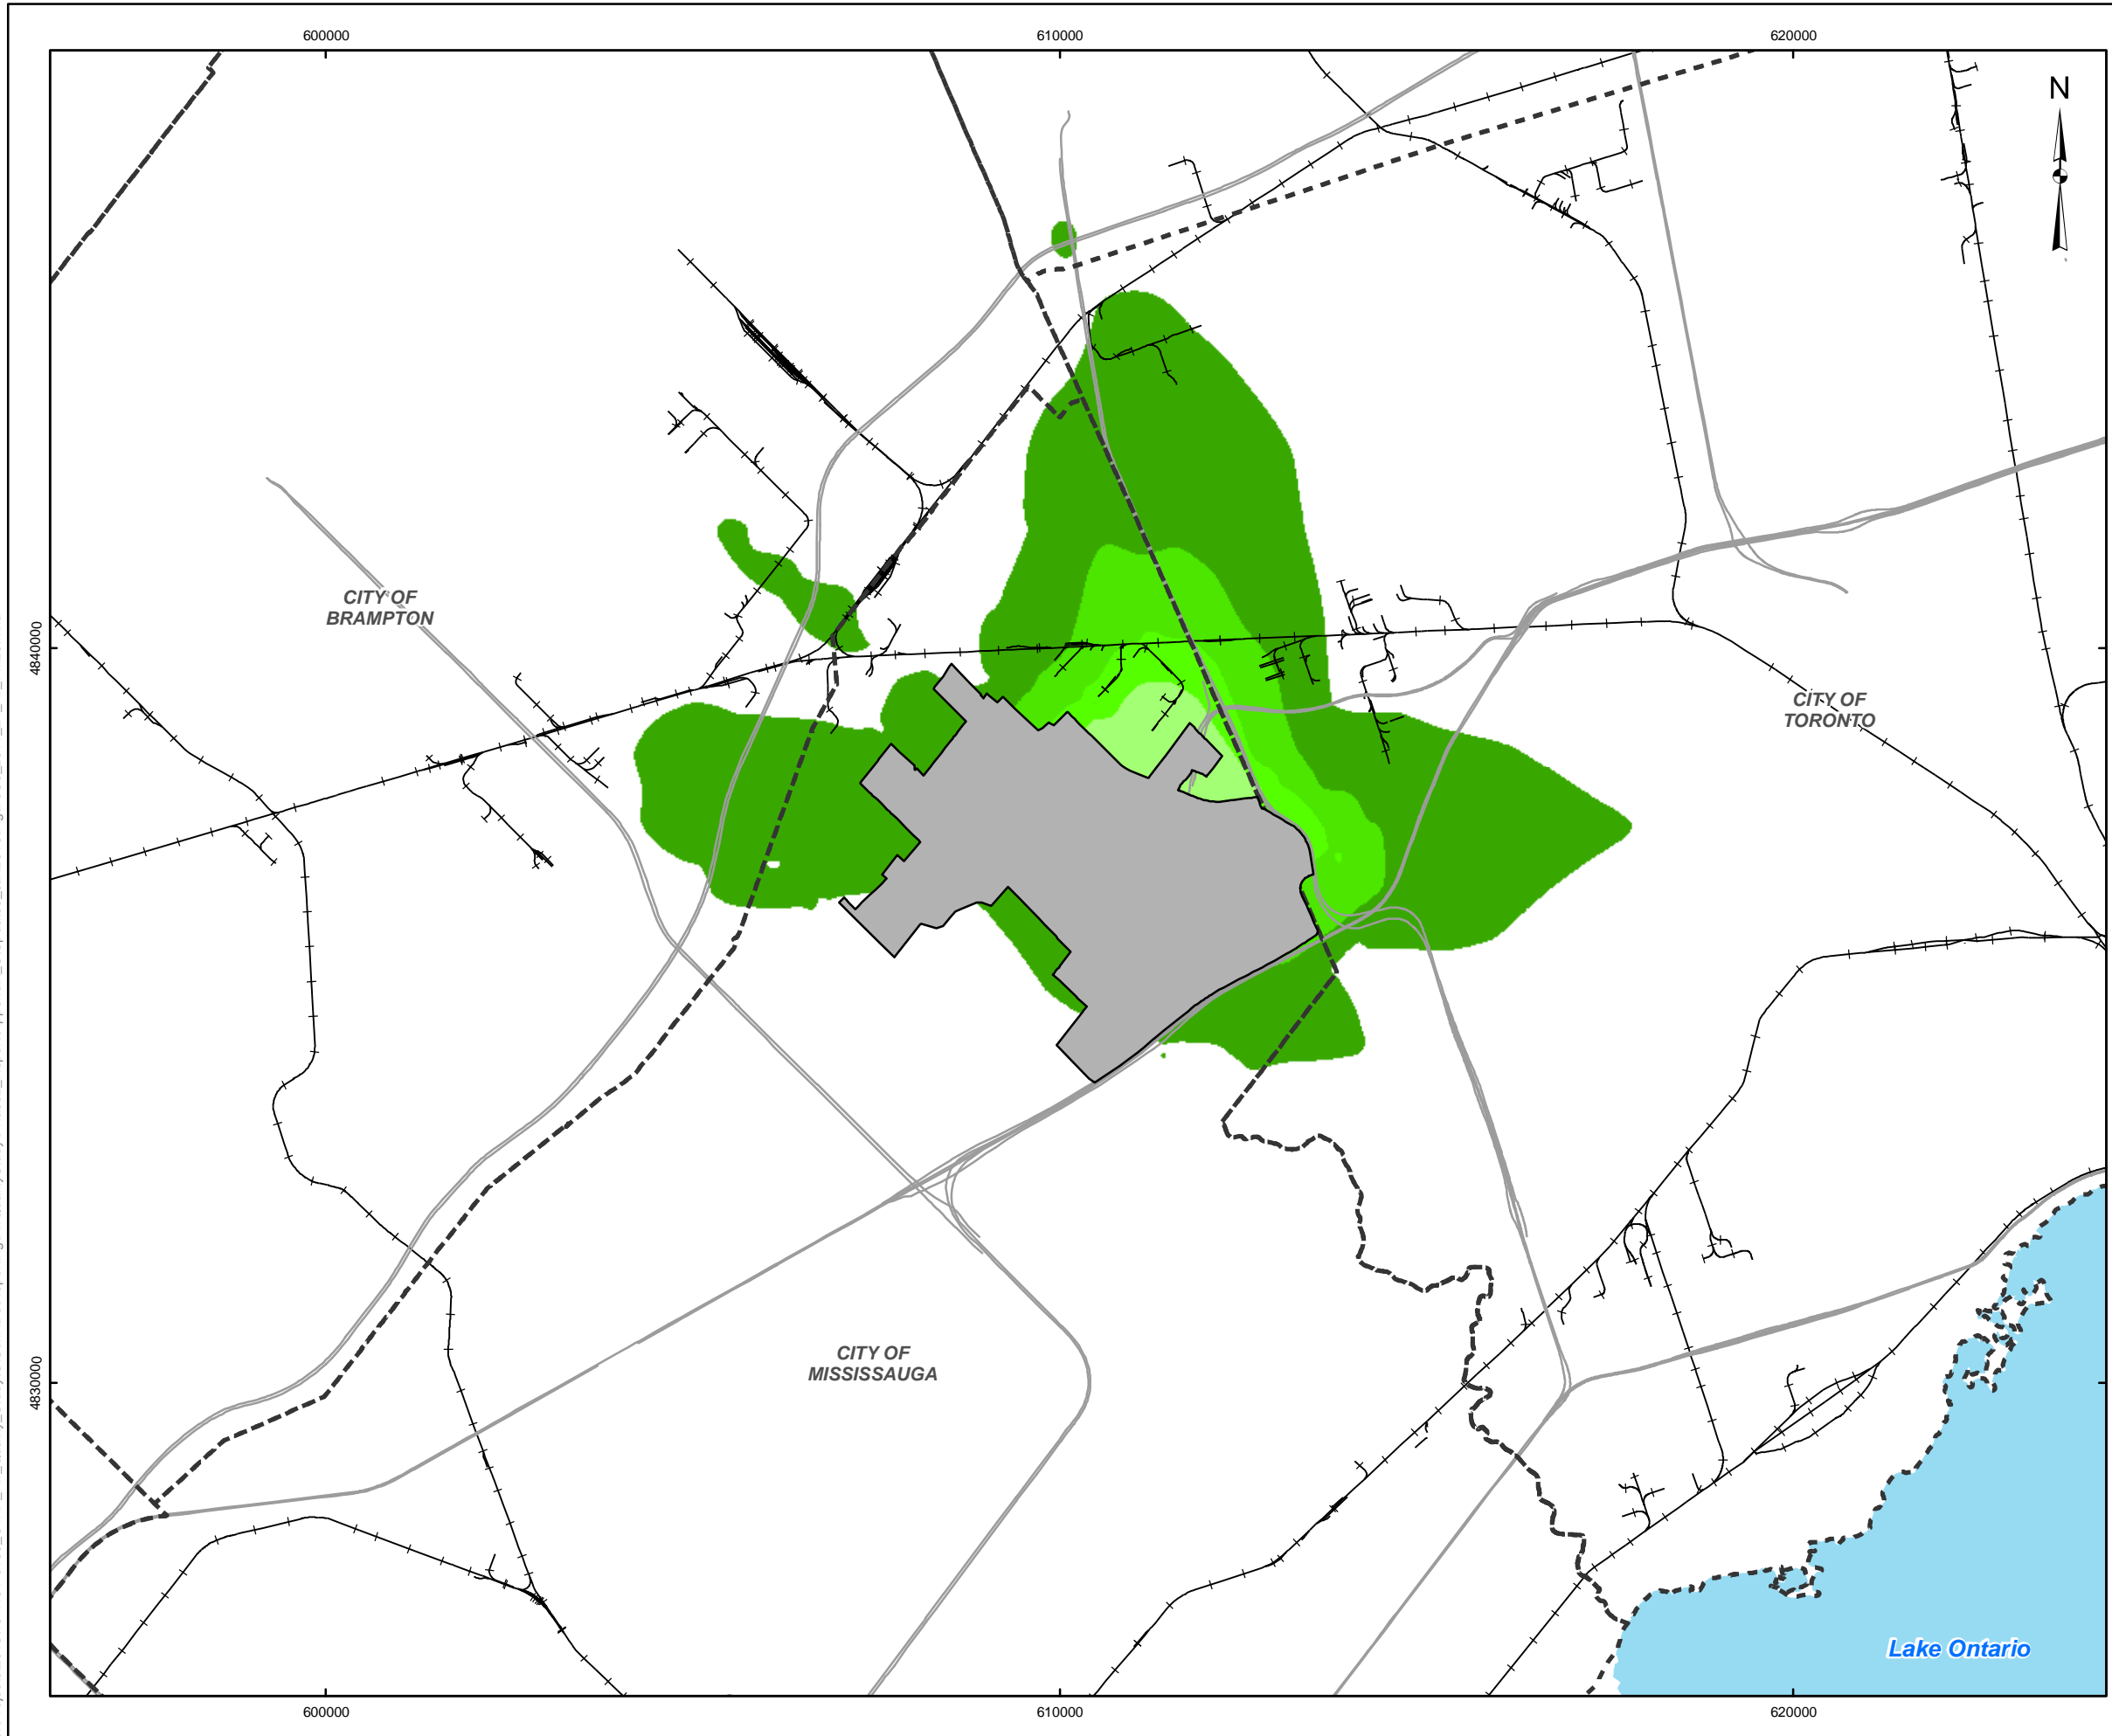 600000
610000
620000
N
CITY OF
BRAMPTON
4840000
CITY OF
TORONTO
CITY OF
MISSISSAUGA
4830000
Lake Ontario
600000
610000
620000